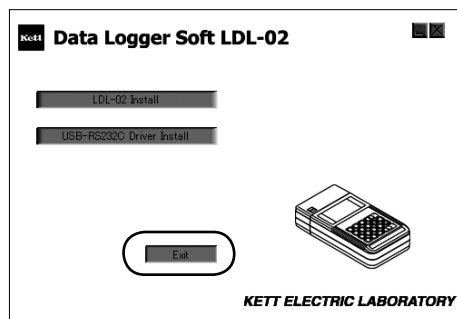 Kett Data Logger Soft LDL-02
LDL-02 Install
USB-RS232C Driver Install
Exit
KETT ELECTRIC LABORATORY